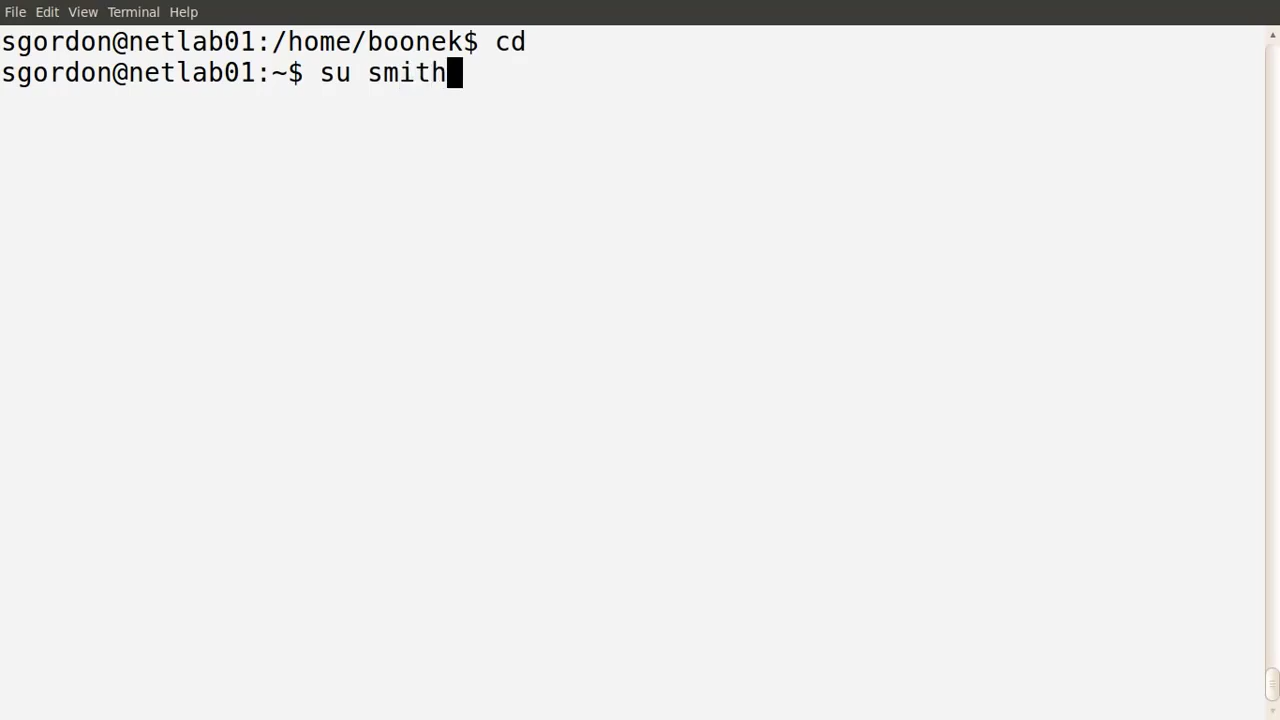 File Edit View Terminal Help
sgordon@netlab01:/home/boonek$ cd
sgordon@netlab01:~$ su smith